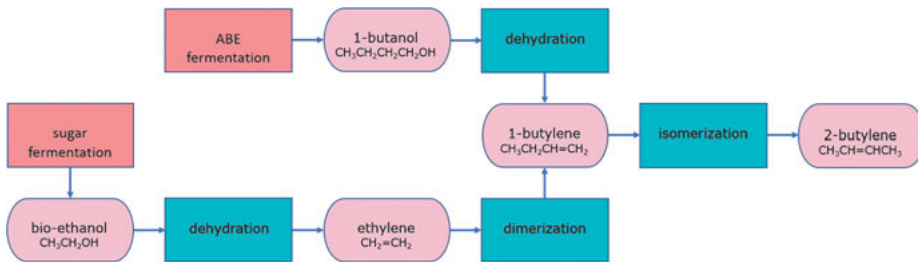 ABE
fermentation
1-butanol
CH₃CH₂CH₂CH₂OH
dehydration
sugar
fermentation
1-butylene
CH₃CH₂CH=CH₂
isomerization
2-butylene
CH₃CH=CHCH₃
bio-ethanol
CH₃CH₂OH
dehydration
ethylene
CH₂=CH₂
dimerization